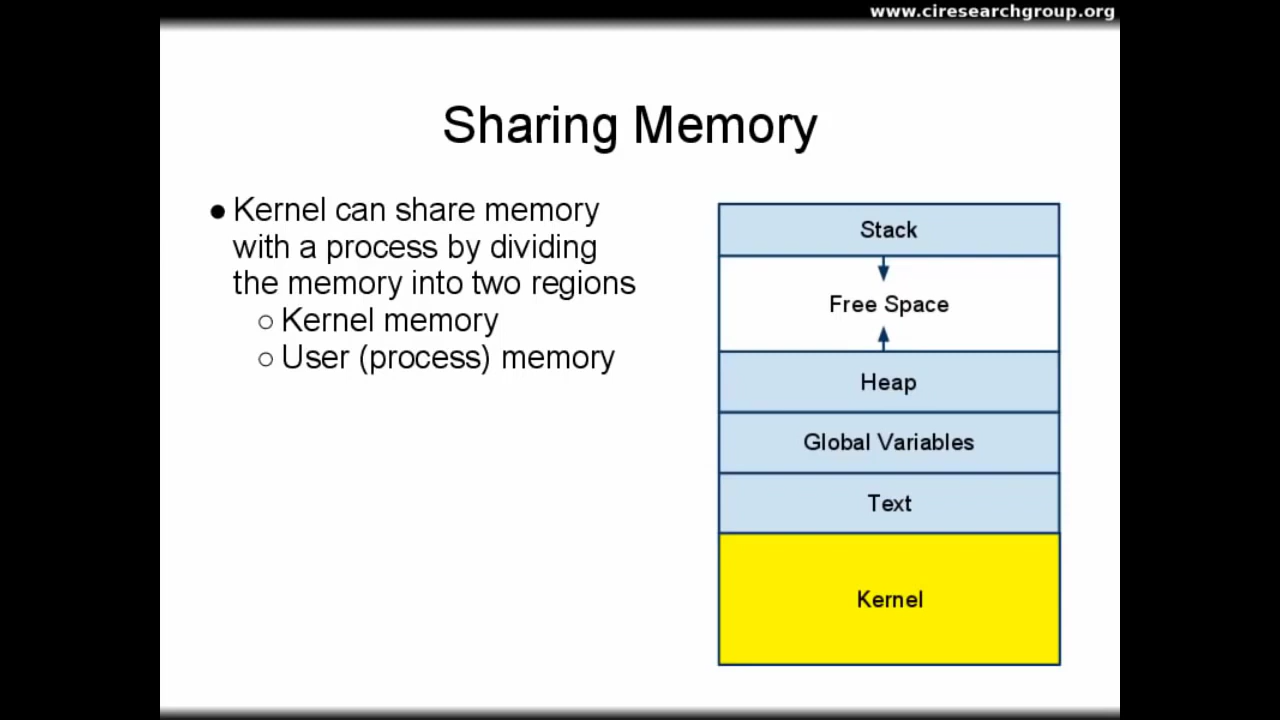 www.ciresearchgroup.org
Sharing Memory
● Kernel can share memory
with a process by dividing
the memory into two regions
○ Kernel memory
○ User (process) memory
Stack
Free Space
Heap
Global Variables
Text
Kernel